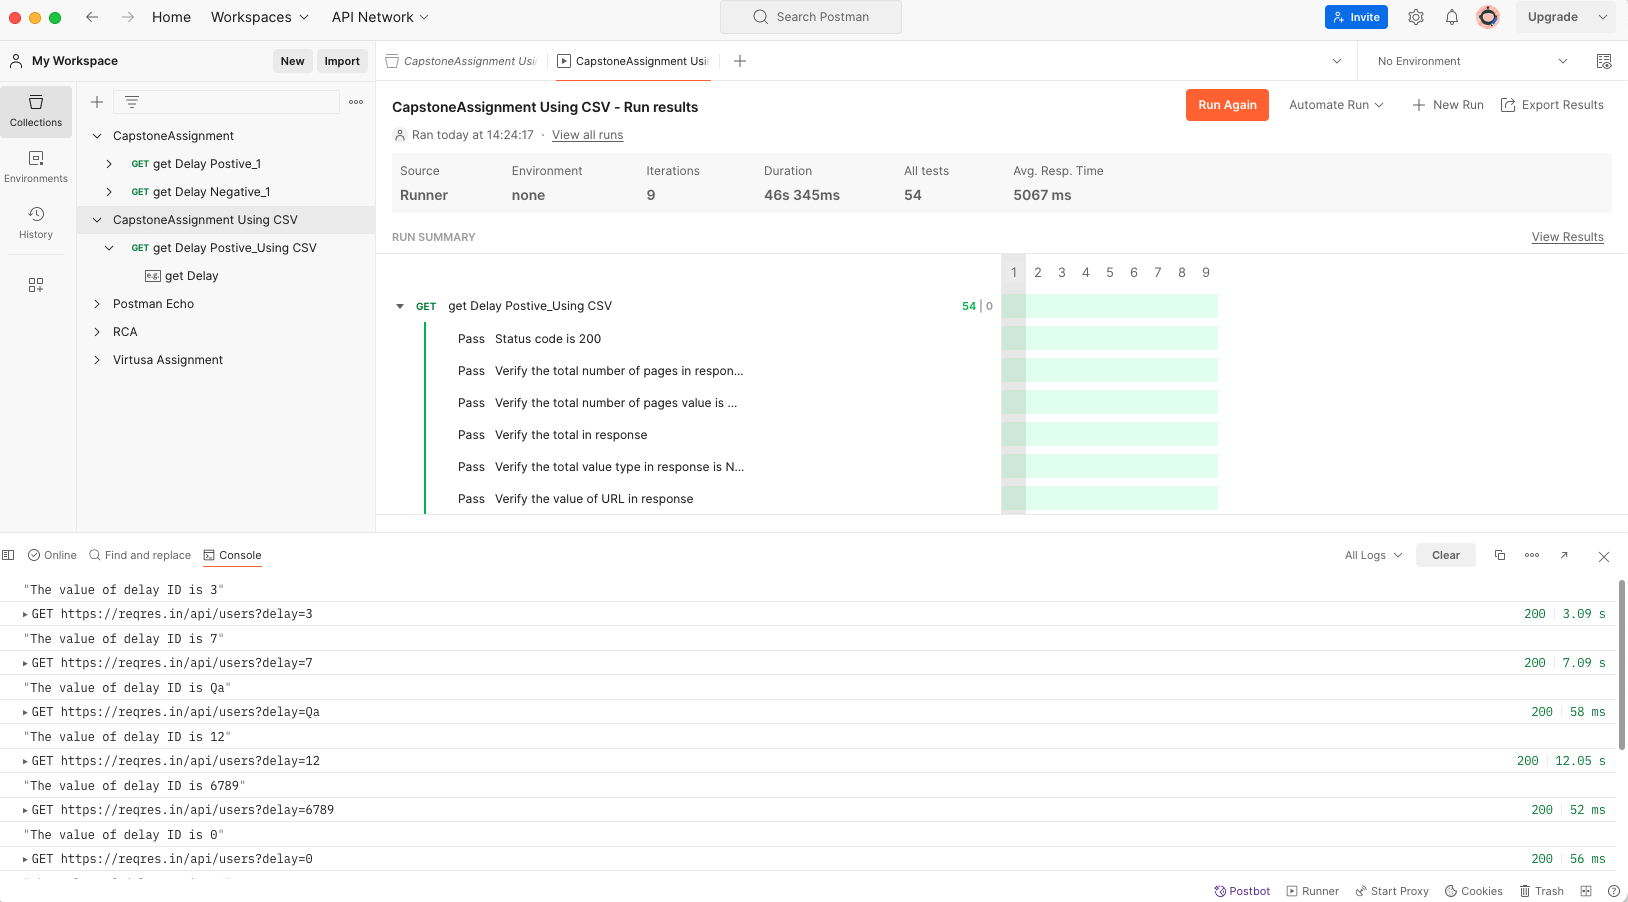 Home Workspaces API Network Search Postman Invite Upgrade
My Workspace New Import
CapstoneAssignment Usi CapstoneAssignment Usi No Environment
Collections
Environments
History
CapstoneAssignment
GET get Delay Postive_1
GET get Delay Negative_1
CapstoneAssignment Using CSV
GET get Delay Postive_Using CSV
e.g. get Delay
Postman Echo
RCA
Virtusa Assignment
CapstoneAssignment Using CSV - Run results
Run Again Automate Run New Run Export Results
Ran today at 14:24:17 · View all runs
Source Environment Iterations Duration All tests Avg. Resp. Time
Runner none 9 46s 345ms 54 5067 ms
RUN SUMMARY View Results
1 2 3 4 5 6 7 8 9
GET get Delay Postive_Using CSV 54 | 0
Pass Status code is 200
Pass Verify the total number of pages in respon...
Pass Verify the total number of pages value is ...
Pass Verify the total in response
Pass Verify the total value type in response is N...
Pass Verify the value of URL in response
Online Find and replace Console All Logs Clear
"The value of delay ID is 3"
GET https://reqres.in/api/users?delay=3 200 3.09 s
"The value of delay ID is 7"
GET https://reqres.in/api/users?delay=7 200 7.09 s
"The value of delay ID is Qa"
GET https://reqres.in/api/users?delay=Qa 200 58 ms
"The value of delay ID is 12"
GET https://reqres.in/api/users?delay=12 200 12.05 s
"The value of delay ID is 6789"
GET https://reqres.in/api/users?delay=6789 200 52 ms
"The value of delay ID is 0"
GET https://reqres.in/api/users?delay=0 200 56 ms
Postbot Runner Start Proxy Cookies Trash